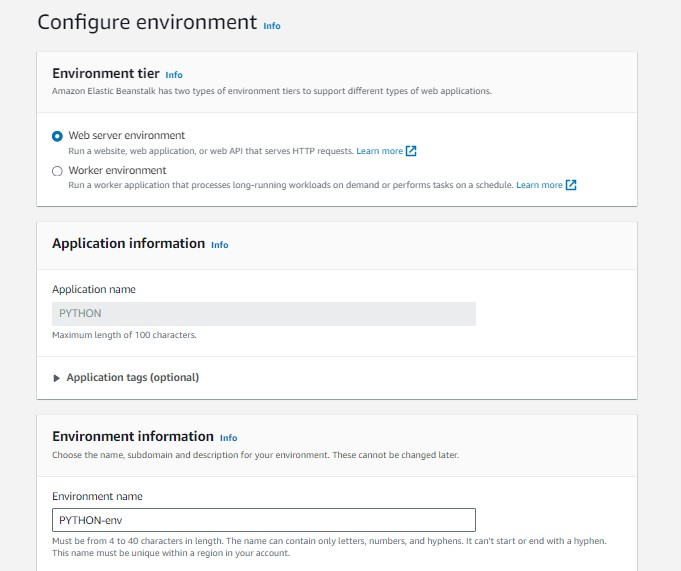 Configure environment Info
Environment tier Info
Amazon Elastic Beanstalk has two types of environment tiers to support different types of web applications.
Web server environment
Run a website, web application, or web API that serves HTTP requests. Learn more
Worker environment
Run a worker application that processes long-running workloads on demand or performs tasks on a schedule. Learn more
Application information Info
Application name
PYTHON
Maximum length of 100 characters.
Application tags (optional)
Environment information Info
Choose the name, subdomain and description for your environment. These cannot be changed later.
Environment name
PYTHON-env
Must be from 4 to 40 characters in length. The name can contain only letters, numbers, and hyphens. It can't start or end with a hyphen.
This name must be unique within a region in your account.